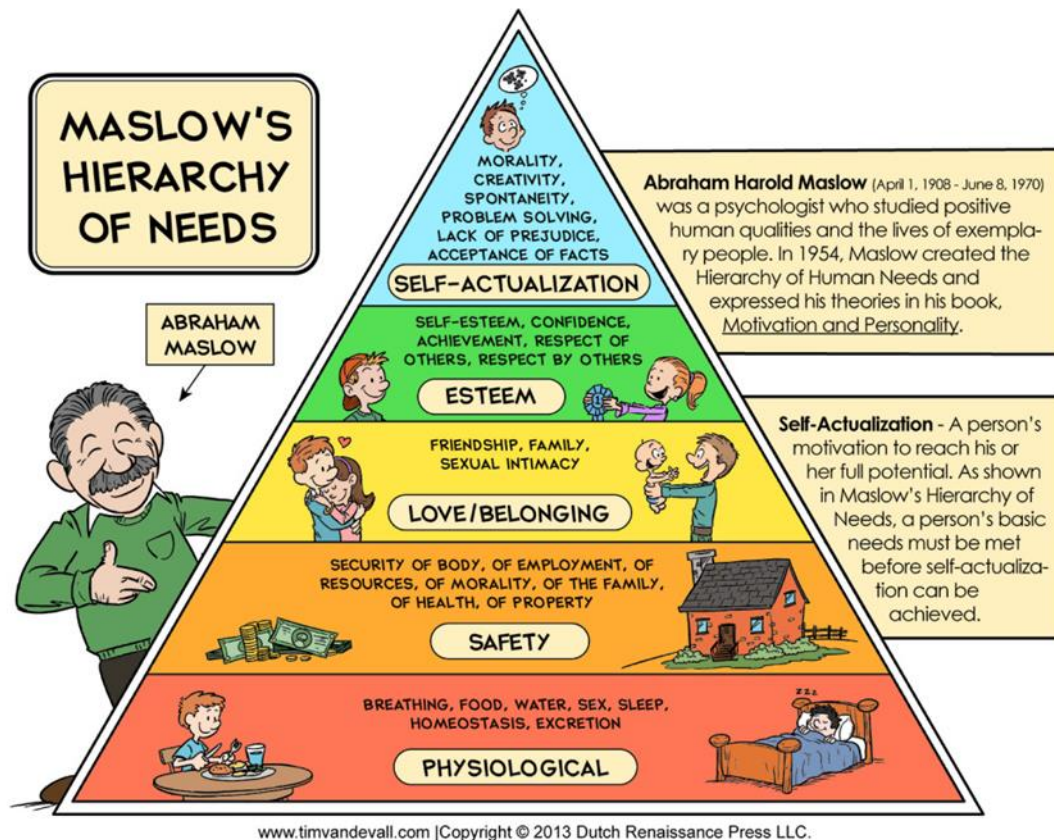 MASLOW'S
HIERARCHY
OF NEEDS
ABRAHAM
MASLOW
MORALITY,
CREATIVITY,
SPONTANEITY,
PROBLEM SOLVING,
LACK OF PREJUDICE,
ACCEPTANCE OF FACTS
SELF-ACTUALIZATION
SELF-ESTEEM, CONFIDENCE,
ACHIEVEMENT, RESPECT OF
OTHERS, RESPECT BY OTHERS
ESTEEM
FRIENDSHIP, FAMILY,
SEXUAL INTIMACY
LOVE/BELONGING
SECURITY OF BODY, OF EMPLOYMENT, OF
RESOURCES, OF MORALITY, OF THE FAMILY,
OF HEALTH, OF PROPERTY
SAFETY
BREATHING, FOOD, WATER, SEX, SLEEP,
HOMEOSTASIS, EXCRETION
PHYSIOLOGICAL
zzz
Abraham Harold Maslow (April 1, 1908 - June 8, 1970)
was a psychologist who studied positive
human qualities and the lives of exempla-
ry people. In 1954, Maslow created the
Hierarchy of Human Needs and
expressed his theories in his book,
Motivation and Personality.
Self-Actualization - A person's
motivation to reach his or
her full potential. As shown
in Maslow's Hierarchy of
Needs, a person's basic
needs must be met
before self-actualiza-
tion can be
achieved.
www.timvandevall.com |Copyright © 2013 Dutch Renaissance Press LLC.